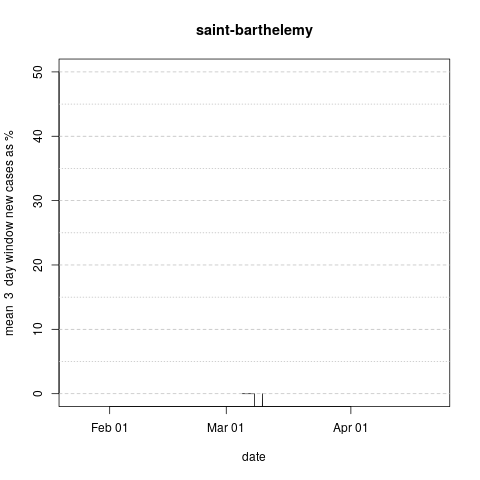 saint-barthelemy
mean 3 day window new cases as %
50
40
30
20
10
0
Feb 01
Mar 01
Apr 01
date